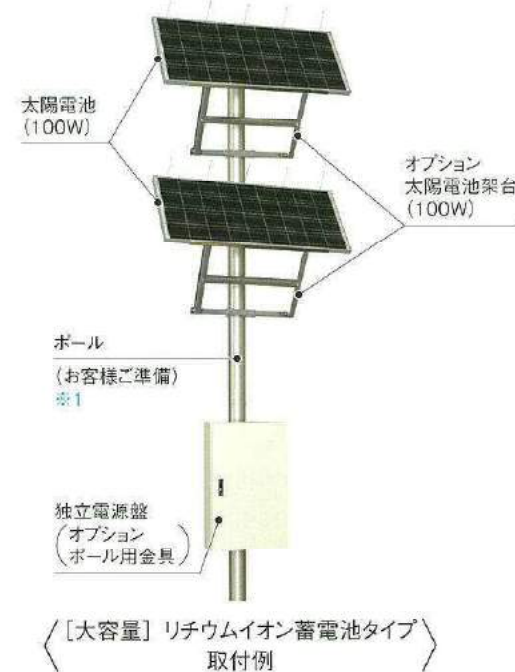 太陽電池
(100W)
オプション
太陽電池架台
(100W)
ポール
(お客様ご準備)
※1
独立電源盤
(オプション
ポール用金具)
〈[大容量] リチウムイオン蓄電池タイプ
取付例〉